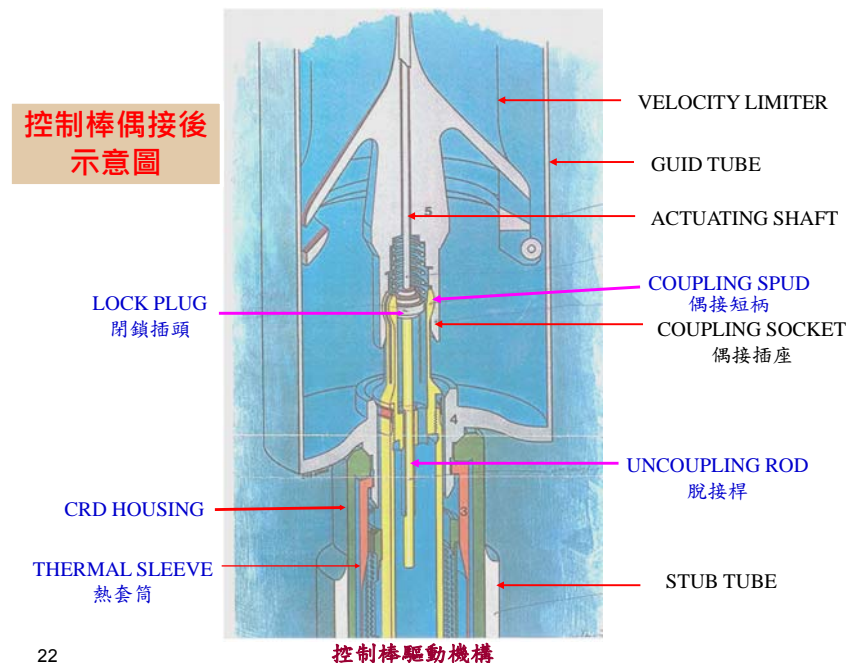 控制棒偶接後
示意圖
VELOCITY LIMITER
GUID TUBE
ACTUATING SHAFT
5
COUPLING SPUD
偶接短柄
LOCK PLUG
閉鎖插頭
COUPLING SOCKET
偶接插座
4
UNCOUPLING ROD
脫接桿
CRD HOUSING
3
THERMAL SLEEVE
熱套筒
STUB TUBE
22
控制棒驅動機構